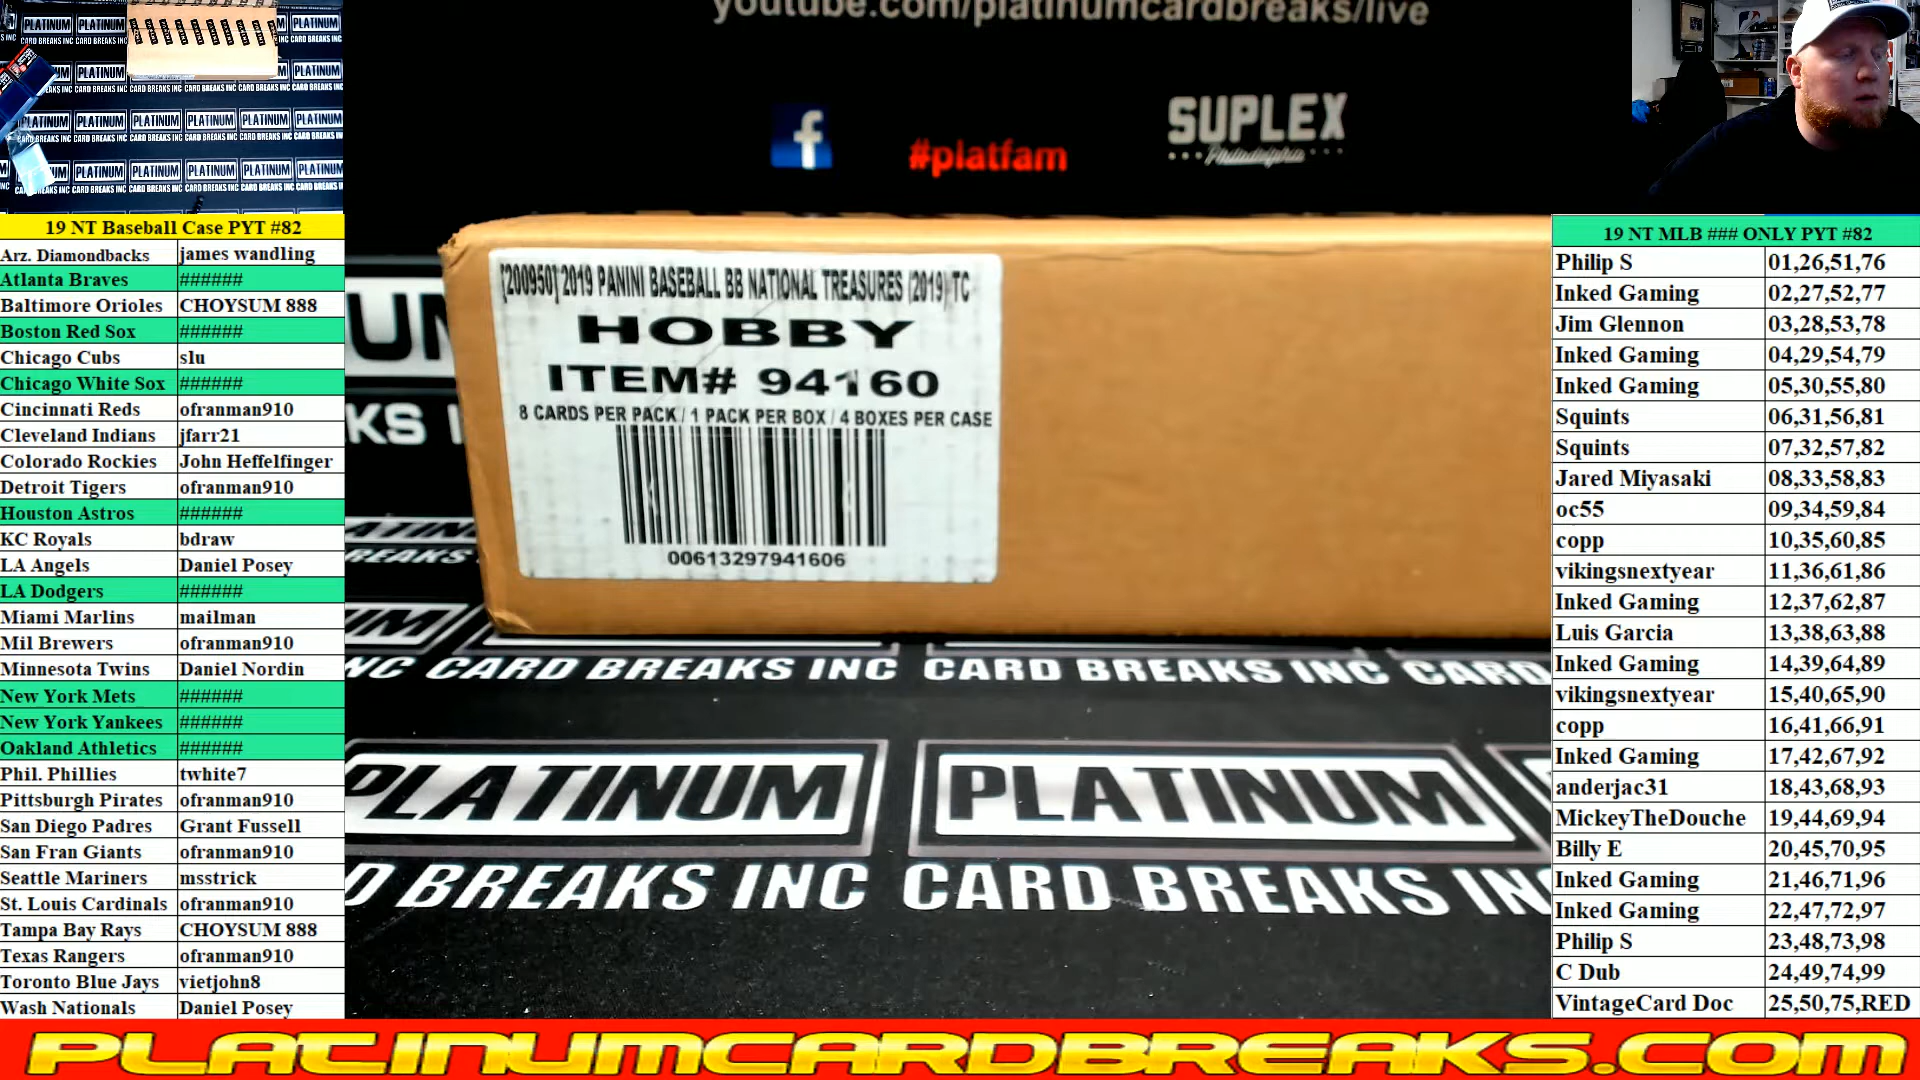 youtube.com/platinumcardbreaks/live
f
#platfam
SUPLEX
Philadelphia
19 NT Baseball Case PYT #82
Arz. Diamondbacks james wandling
Atlanta Braves ######
Baltimore Orioles CHOYSUM 888
Boston Red Sox ######
Chicago Cubs slu
Chicago White Sox ######
Cincinnati Reds ofranman910
Cleveland Indians jfarr21
Colorado Rockies John Heffelfinger
Detroit Tigers ofranman910
Houston Astros ######
KC Royals bdraw
LA Angels Daniel Posey
LA Dodgers ######
Miami Marlins mailman
Mil Brewers ofranman910
Minnesota Twins Daniel Nordin
New York Mets ######
New York Yankees ######
Oakland Athletics ######
Phil. Phillies twhite7
Pittsburgh Pirates ofranman910
San Diego Padres Grant Fussell
San Fran Giants ofranman910
Seattle Mariners msstrick
St. Louis Cardinals ofranman910
Tampa Bay Rays CHOYSUM 888
Texas Rangers ofranman910
Toronto Blue Jays vietjohn8
Wash Nationals Daniel Posey
[200950] 2019 PANINI BASEBALL BB NATIONAL TREASURES (2019) TC
HOBBY
ITEM# 94160
8 CARDS PER PACK / 1 PACK PER BOX / 4 BOXES PER CASE
00613297941606
NC CARD BREAKS INC CARD BREAKS INC CARD
PLATINUM PLATINUM
D BREAKS INC CARD BREAKS IN
19 NT MLB ### ONLY PYT #82
Philip S 01,26,51,76
Inked Gaming 02,27,52,77
Jim Glennon 03,28,53,78
Inked Gaming 04,29,54,79
Inked Gaming 05,30,55,80
Squints 06,31,56,81
Squints 07,32,57,82
Jared Miyasaki 08,33,58,83
oc55 09,34,59,84
copp 10,35,60,85
vikingsnextyear 11,36,61,86
Inked Gaming 12,37,62,87
Luis Garcia 13,38,63,88
Inked Gaming 14,39,64,89
vikingsnextyear 15,40,65,90
copp 16,41,66,91
Inked Gaming 17,42,67,92
anderjac31 18,43,68,93
MickeyTheDouche 19,44,69,94
Billy E 20,45,70,95
Inked Gaming 21,46,71,96
Inked Gaming 22,47,72,97
Philip S 23,48,73,98
C Dub 24,49,74,99
VintageCard Doc 25,50,75,RED
PLATINUMCARDBREAKS.COM